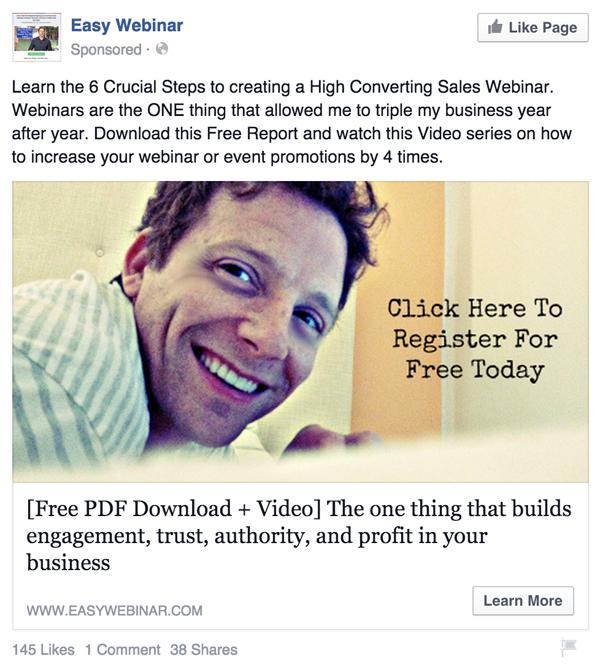 Easy Webinar
Like Page
Sponsored ·
Learn the 6 Crucial Steps to creating a High Converting Sales Webinar.
Webinars are the ONE thing that allowed me to triple my business year
after year. Download this Free Report and watch this Video series on how
to increase your webinar or event promotions by 4 times.
Click Here To
Register For
Free Today
[Free PDF Download + Video] The one thing that builds
engagement, trust, authority, and profit in your
business
WWW.EASYWEBINAR.COM
Learn More
145 Likes 1 Comment 38 Shares